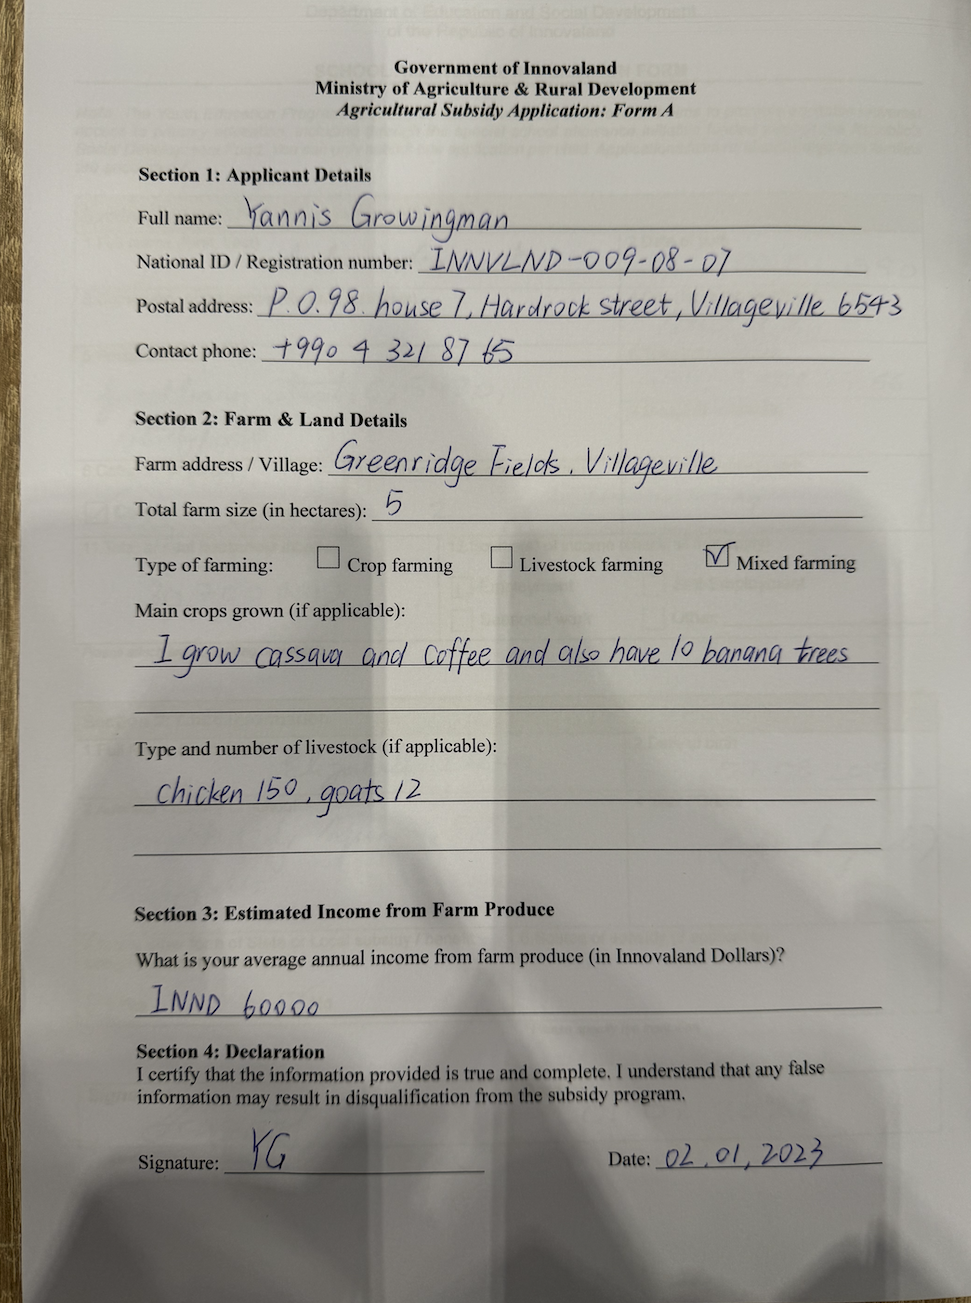 Government of Innovaland
Ministry of Agriculture & Rural Development
Agricultural Subsidy Application: Form A
Section 1: Applicant Details
Full name: Yannis Growingman
National ID / Registration number: INNVLND-009-08-07
Postal address: P.O.98. house 7, Hardrock street, Villageville 6543
Contact phone: +990 4 321 87 65
Section 2: Farm & Land Details
Farm address / Village: Greenridge Fields, Villageville
Total farm size (in hectares): 5
Type of farming: ☐ Crop farming ☐ Livestock farming ☑ Mixed farming
Main crops grown (if applicable):
I grow cassava and coffee and also have 10 banana trees
Type and number of livestock (if applicable):
chicken 150, goats 12
Section 3: Estimated Income from Farm Produce
What is your average annual income from farm produce (in Innovaland Dollars)?
INND 60000
Section 4: Declaration
I certify that the information provided is true and complete. I understand that any false
information may result in disqualification from the subsidy program.
Signature: YG Date: 02.01,2023